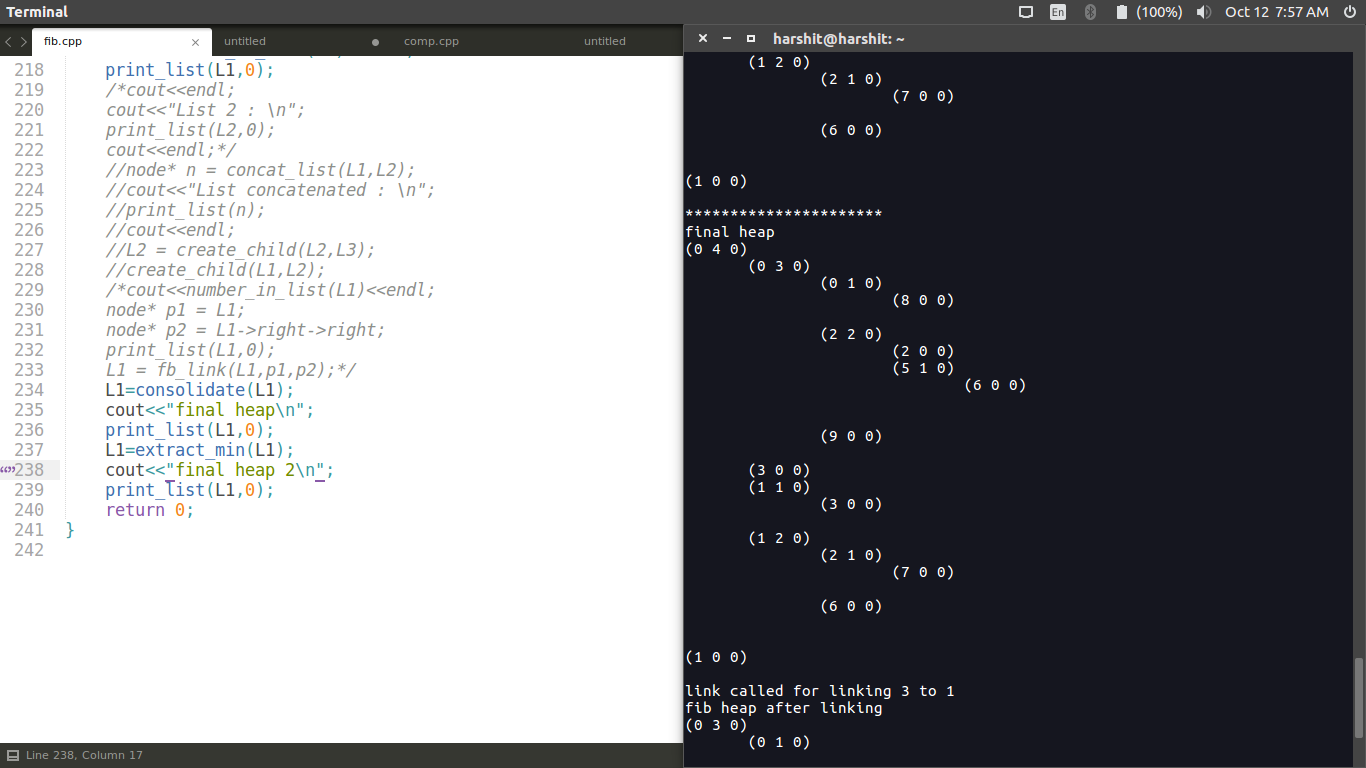 Terminal
En (100%) Oct 12 7:57 AM
fib.cpp × untitled comp.cpp untitled
218 print_list(L1,0);
219 /*cout<<endl;
220 cout<<"List 2 : \n";
221 print_list(L2,0);
222 cout<<endl;*/
223 //node* n = concat_list(L1,L2);
224 //cout<<"List concatenated : \n";
225 //print_list(n);
226 //cout<<endl;
227 //L2 = create_child(L2,L3);
228 //create_child(L1,L2);
229 /*cout<<number_in_list(L1)<<endl;
230 node* p1 = L1;
231 node* p2 = L1->right->right;
232 print_list(L1,0);
233 L1 = fb_link(L1,p1,p2);*/
234 L1=consolidate(L1);
235 cout<<"final heap\n";
236 print_list(L1,0);
237 L1=extract_min(L1);
238 cout<<"final heap 2\n";
239 print_list(L1,0);
240 return 0;
241 }
242
Line 238, Column 17
harshit@harshit: ~
(1 2 0)
(2 1 0)
(7 0 0)
(6 0 0)
(1 0 0)
**********************
final heap
(0 4 0)
(0 3 0)
(0 1 0)
(8 0 0)
(2 2 0)
(2 0 0)
(5 1 0)
(6 0 0)
(9 0 0)
(3 0 0)
(1 1 0)
(3 0 0)
(1 2 0)
(2 1 0)
(7 0 0)
(6 0 0)
(1 0 0)
link called for linking 3 to 1
fib heap after linking
(0 3 0)
(0 1 0)